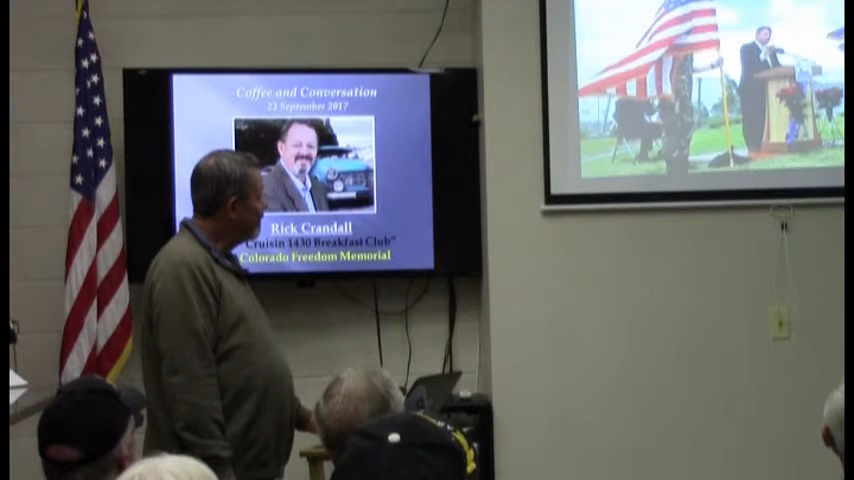 Coffee and Conversation
23 September 2017
Rick Crandall
Cruisin 1430 Breakfast Club"
Colorado Freedom Memorial